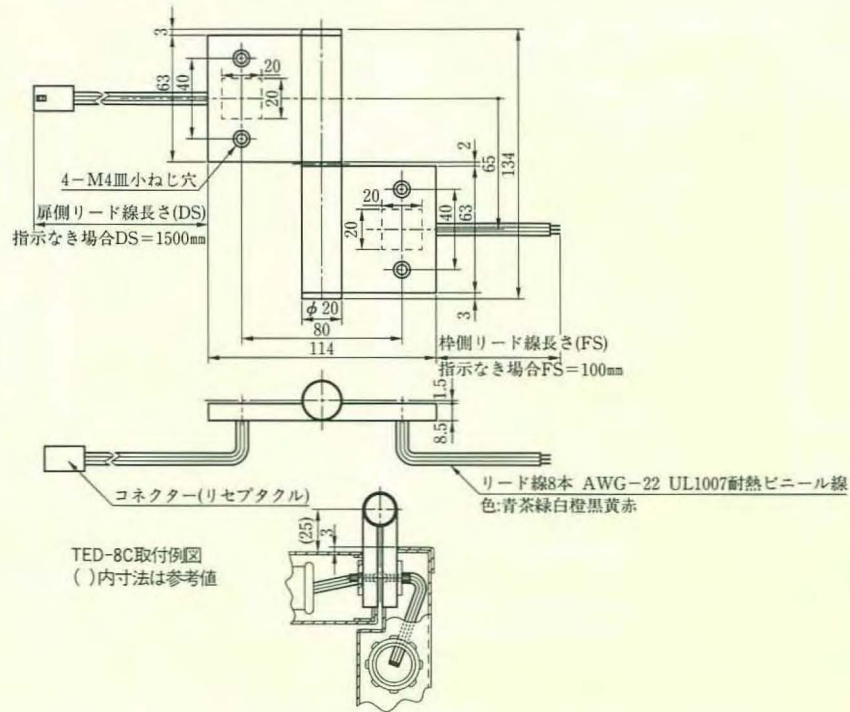 3
63
40
20
20
4-M4皿小ねじ穴
扉側リード線長さ(DS)
指示なき場合DS=1500mm
2
65
134
20
20
40
63
3
φ20
80
114
枠側リード線長さ(FS)
指示なき場合FS=100mm
1.5
8.5
コネクター(リセプタクル)
リード線8本 AWG-22 UL1007耐熱ビニール線
色:青茶緑白橙黒黄赤
(25)
3
TED-8C取付例図
( )内寸法は参考値